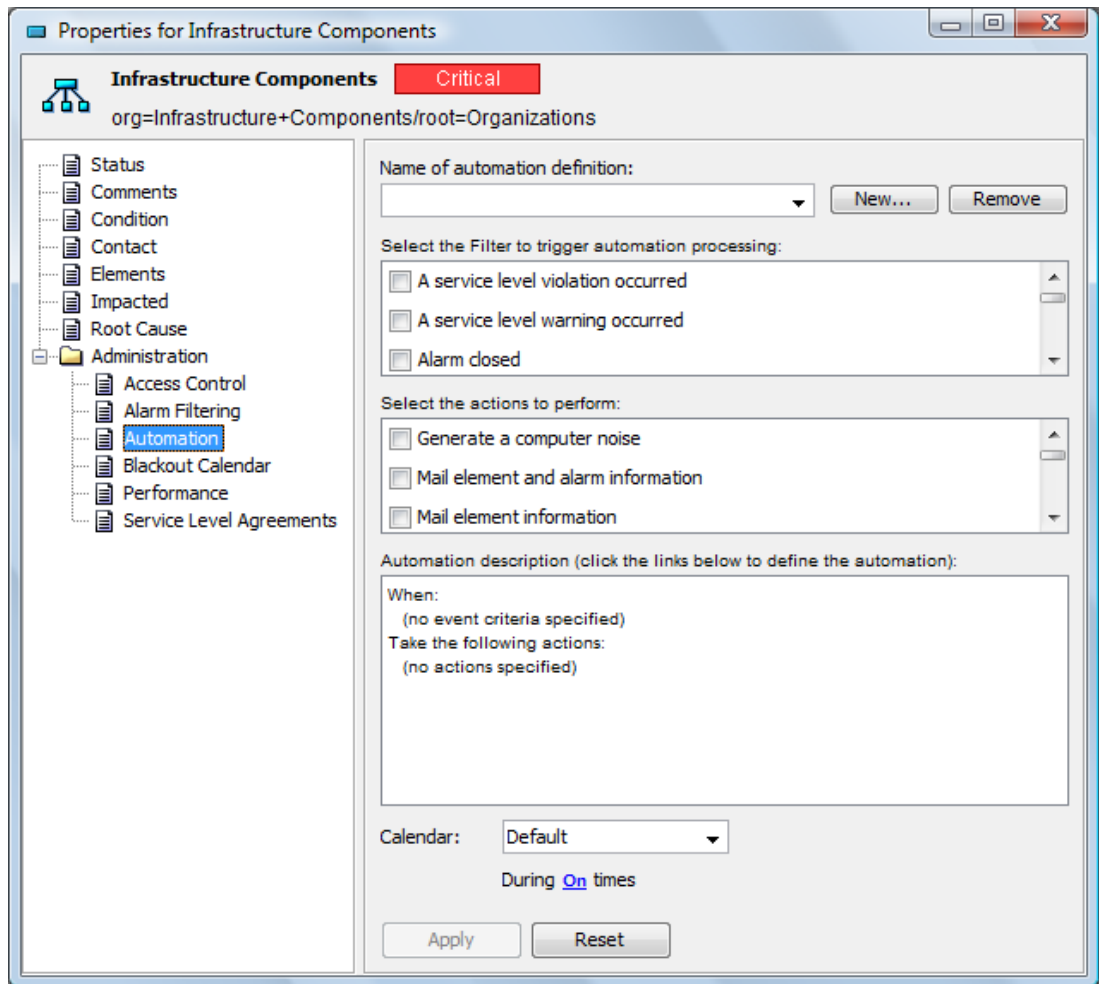 Properties for Infrastructure Components
Infrastructure Components Critical
org=Infrastructure+Components/root=Organizations
Status
Comments
Condition
Contact
Elements
Impacted
Root Cause
Administration
Access Control
Alarm Filtering
Automation
Blackout Calendar
Performance
Service Level Agreements
Name of automation definition:
New... Remove
Select the Filter to trigger automation processing:
A service level violation occurred
A service level warning occurred
Alarm closed
Select the actions to perform:
Generate a computer noise
Mail element and alarm information
Mail element information
Automation description (click the links below to define the automation):
When:
(no event criteria specified)
Take the following actions:
(no actions specified)
Calendar: Default
During On times
Apply Reset